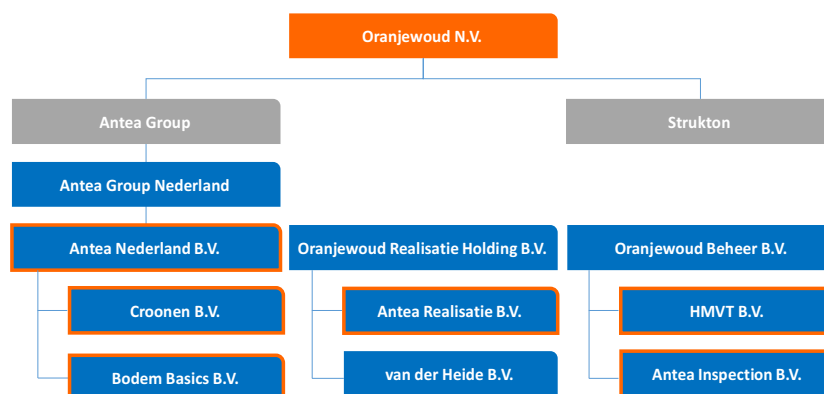 Oranjewoud N.V.
Antea Group
Strukton
Antea Group Nederland
Antea Nederland B.V.
Oranjewoud Realisatie Holding B.V.
Oranjewoud Beheer B.V.
Croonen B.V.
Antea Realisatie B.V.
HMVT B.V.
Bodem Basics B.V.
van der Heide B.V.
Antea Inspection B.V.